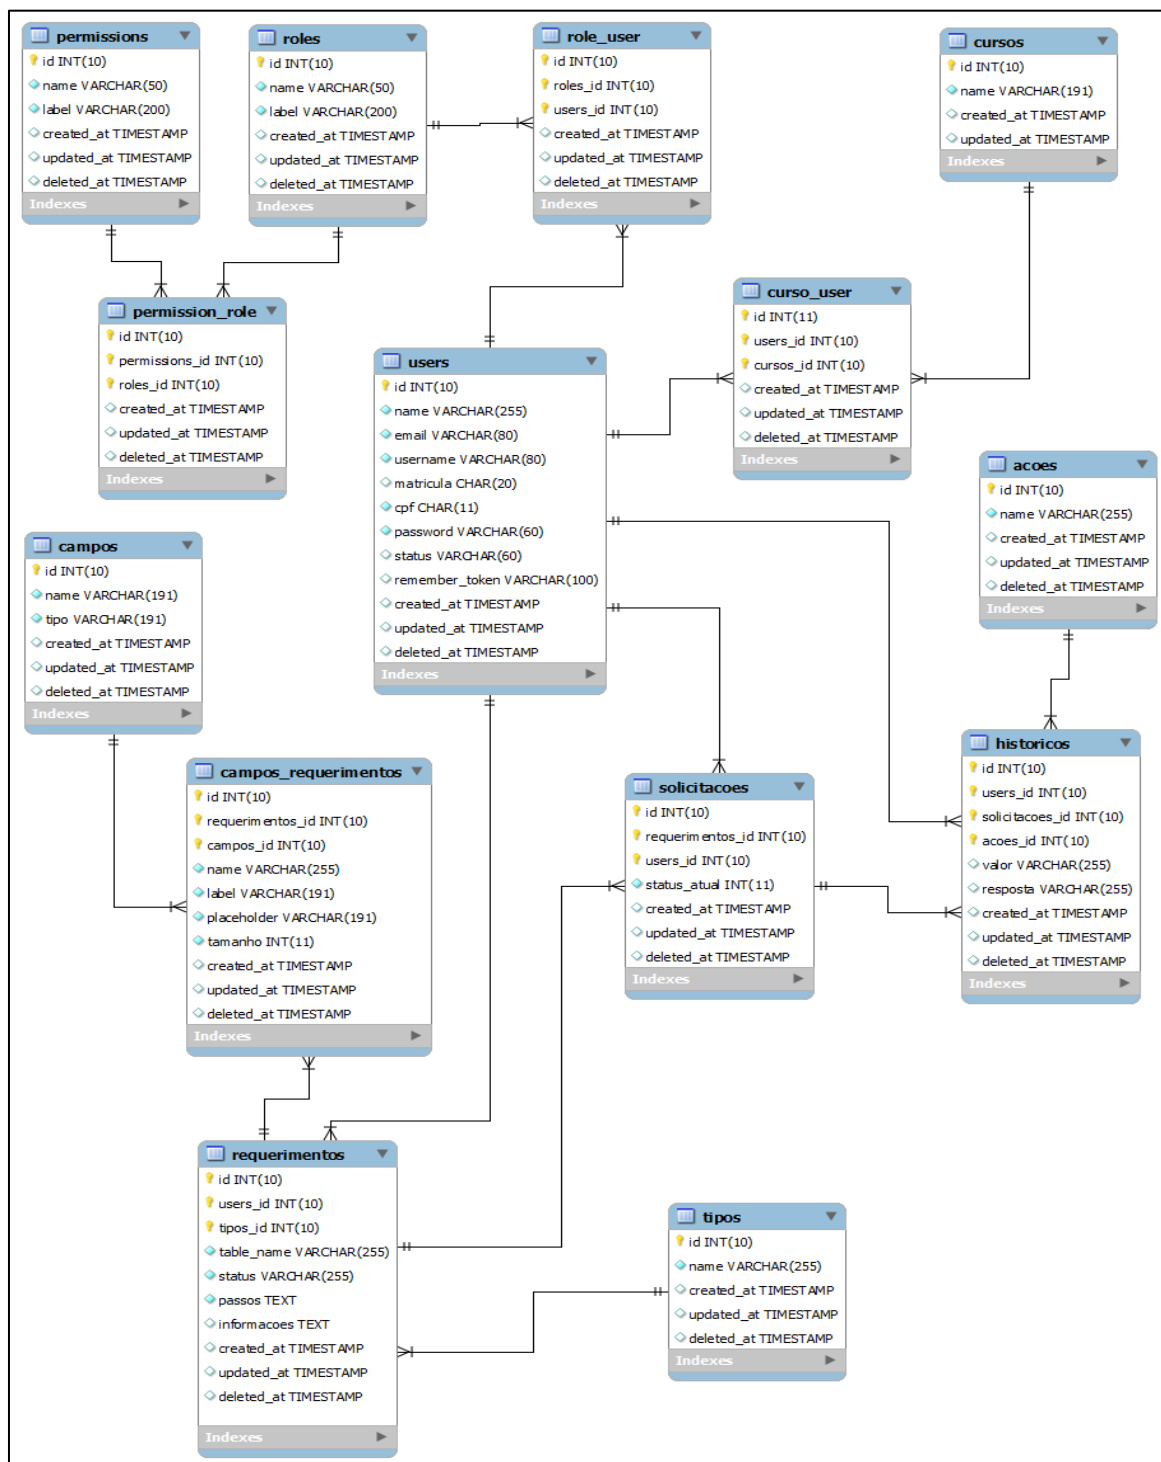 permissions
id INT(10)
name VARCHAR(50)
label VARCHAR(200)
created_at TIMESTAMP
updated_at TIMESTAMP
deleted_at TIMESTAMP
Indexes
roles
id INT(10)
name VARCHAR(50)
label VARCHAR(200)
created_at TIMESTAMP
updated_at TIMESTAMP
deleted_at TIMESTAMP
Indexes
role_user
id INT(10)
roles_id INT(10)
users_id INT(10)
created_at TIMESTAMP
updated_at TIMESTAMP
deleted_at TIMESTAMP
Indexes
cursos
id INT(10)
name VARCHAR(191)
created_at TIMESTAMP
updated_at TIMESTAMP
Indexes
permission_role
id INT(10)
permissions_id INT(10)
roles_id INT(10)
created_at TIMESTAMP
updated_at TIMESTAMP
deleted_at TIMESTAMP
Indexes
users
id INT(10)
name VARCHAR(255)
email VARCHAR(80)
username VARCHAR(80)
matricula CHAR(20)
cpf CHAR(11)
password VARCHAR(60)
status VARCHAR(60)
remember_token VARCHAR(100)
created_at TIMESTAMP
updated_at TIMESTAMP
deleted_at TIMESTAMP
Indexes
curso_user
id INT(11)
users_id INT(10)
cursos_id INT(10)
created_at TIMESTAMP
updated_at TIMESTAMP
deleted_at TIMESTAMP
Indexes
acoes
id INT(10)
name VARCHAR(255)
created_at TIMESTAMP
updated_at TIMESTAMP
deleted_at TIMESTAMP
Indexes
campos
id INT(10)
name VARCHAR(191)
tipo VARCHAR(191)
created_at TIMESTAMP
updated_at TIMESTAMP
deleted_at TIMESTAMP
Indexes
campos_requerimentos
id INT(10)
requerimentos_id INT(10)
campos_id INT(10)
name VARCHAR(255)
label VARCHAR(191)
placeholder VARCHAR(191)
tamanho INT(11)
created_at TIMESTAMP
updated_at TIMESTAMP
deleted_at TIMESTAMP
Indexes
solicitacoes
id INT(10)
requerimentos_id INT(10)
users_id INT(10)
status_atual INT(11)
created_at TIMESTAMP
updated_at TIMESTAMP
deleted_at TIMESTAMP
Indexes
historicos
id INT(10)
users_id INT(10)
solicitacoes_id INT(10)
acoes_id INT(10)
valor VARCHAR(255)
resposta VARCHAR(255)
created_at TIMESTAMP
updated_at TIMESTAMP
deleted_at TIMESTAMP
Indexes
requerimentos
id INT(10)
users_id INT(10)
tipos_id INT(10)
table_name VARCHAR(255)
status VARCHAR(255)
passos TEXT
informacoes TEXT
created_at TIMESTAMP
updated_at TIMESTAMP
deleted_at TIMESTAMP
Indexes
tipos
id INT(10)
name VARCHAR(255)
created_at TIMESTAMP
updated_at TIMESTAMP
deleted_at TIMESTAMP
Indexes